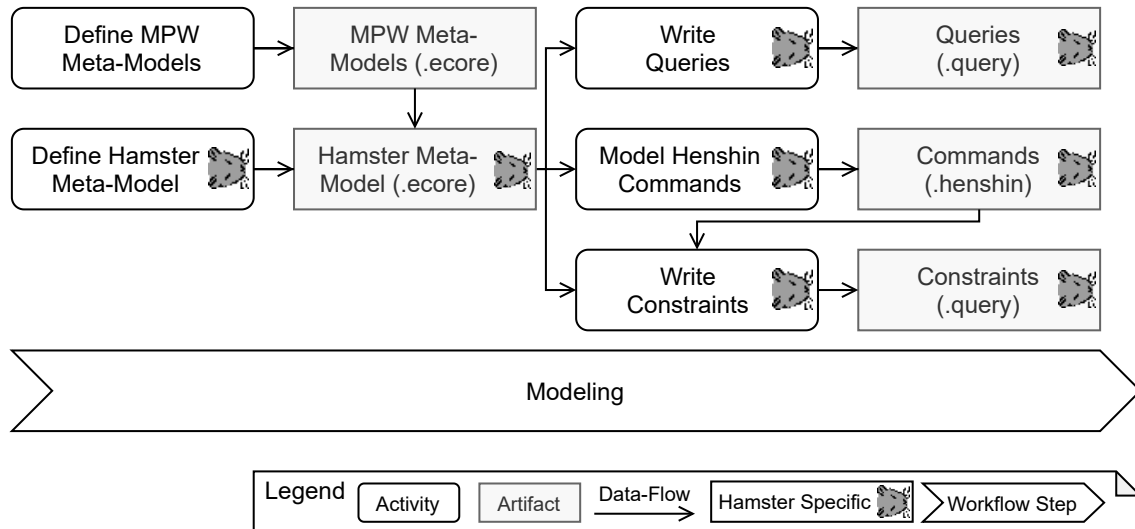 Define MPW
Meta-Models
MPW Meta-
Models (.ecore)
Write
Queries
Queries
(.query)
Define Hamster
Meta-Model
Hamster Meta-
Model (.ecore)
Model Henshin
Commands
Commands
(.henshin)
Write
Constraints
Constraints
(.query)
Modeling
Legend
Activity
Artifact
Data-Flow
Hamster Specific
Workflow Step